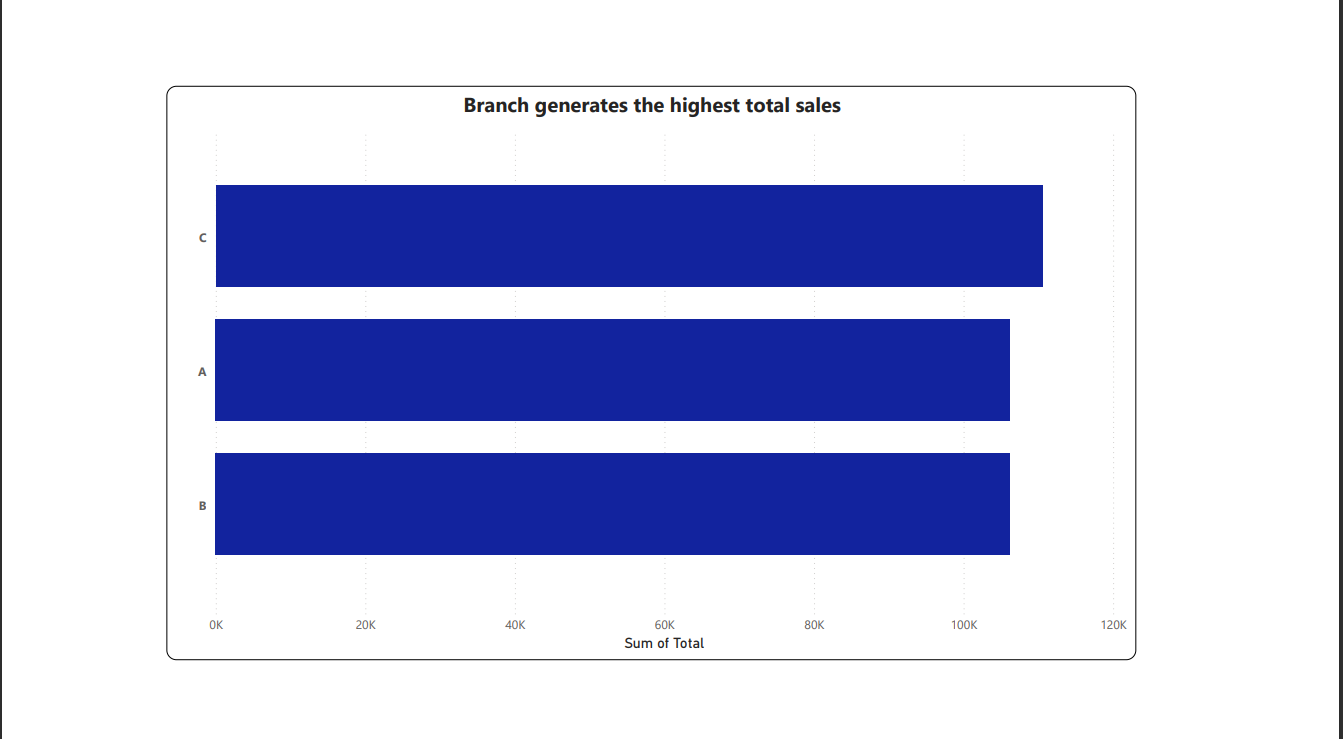 Branch generates the highest total sales
C
A
B
0K 20K 40K 60K 80K 100K 120K
Sum of Total